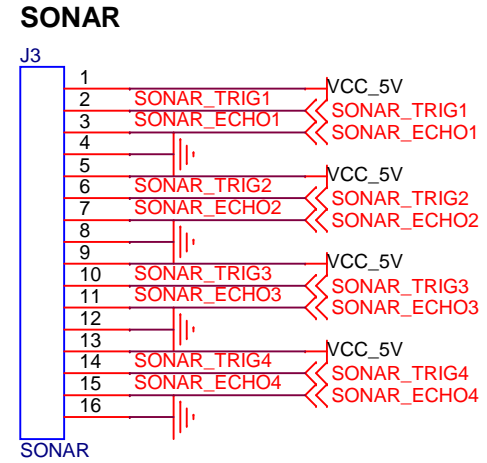 SONAR
J3
1 VCC_5V
2 SONAR_TRIG1 SONAR_TRIG1
3 SONAR_ECHO1 SONAR_ECHO1
4
5 VCC_5V
6 SONAR_TRIG2 SONAR_TRIG2
7 SONAR_ECHO2 SONAR_ECHO2
8
9 VCC_5V
10 SONAR_TRIG3 SONAR_TRIG3
11 SONAR_ECHO3 SONAR_ECHO3
12
13 VCC_5V
14 SONAR_TRIG4 SONAR_TRIG4
15 SONAR_ECHO4 SONAR_ECHO4
16
SONAR